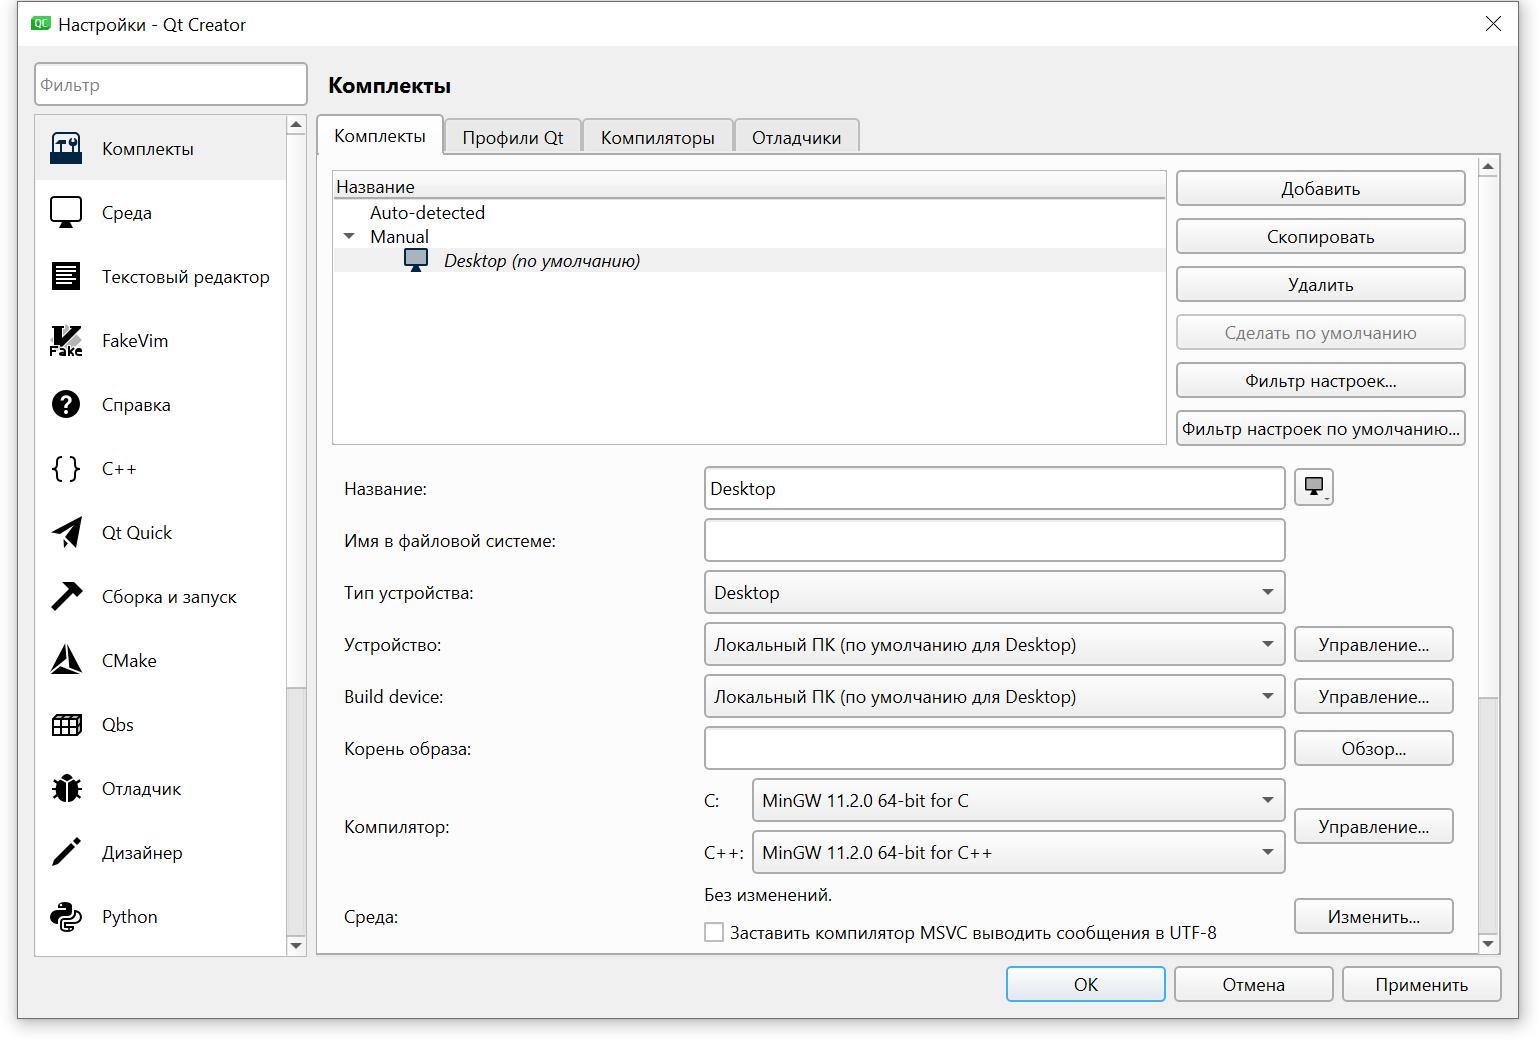 Настройки - Qt Creator
Фильтр
Комплекты
Среда
Текстовый редактор
FakeVim
Справка
C++
Qt Quick
Сборка и запуск
CMake
Qbs
Отладчик
Дизайнер
Python
Комплекты
Комплекты Профили Qt Компиляторы Отладчики
Название
Auto-detected
Manual
Desktop (по умолчанию)
Добавить
Скопировать
Удалить
Сделать по умолчанию
Фильтр настроек...
Фильтр настроек по умолчанию...
Название: Desktop
Имя в файловой системе:
Тип устройства: Desktop
Устройство: Локальный ПК (по умолчанию для Desktop) Управление...
Build device: Локальный ПК (по умолчанию для Desktop) Управление...
Корень образа: Обзор...
Компилятор:
C: MinGW 11.2.0 64-bit for C
C++: MinGW 11.2.0 64-bit for C++
Управление...
Среда:
Без изменений.
Заставить компилятор MSVC выводить сообщения в UTF-8
Изменить...
OK Отмена Применить